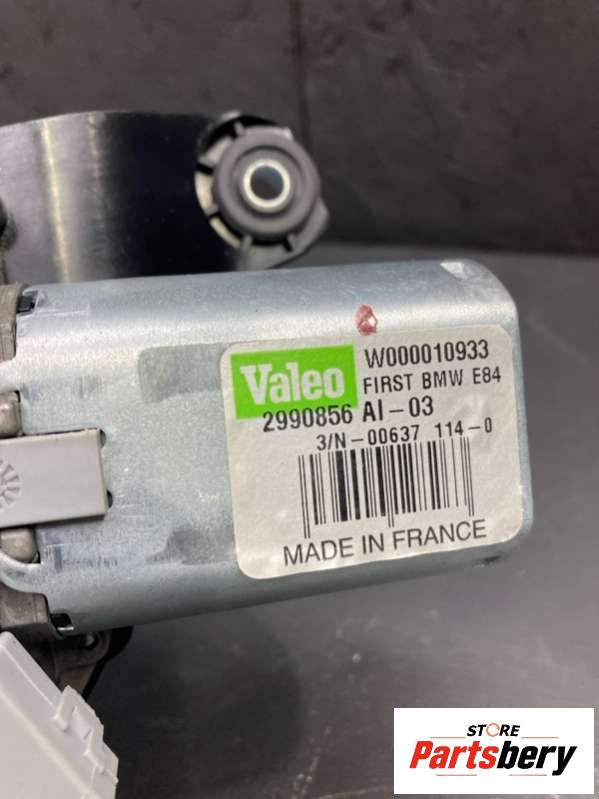 Valeo
W000010933
FIRST BMW E84
2990856 AI-03
3/N-00637 114-0
MADE IN FRANCE
STORE
Partsbery